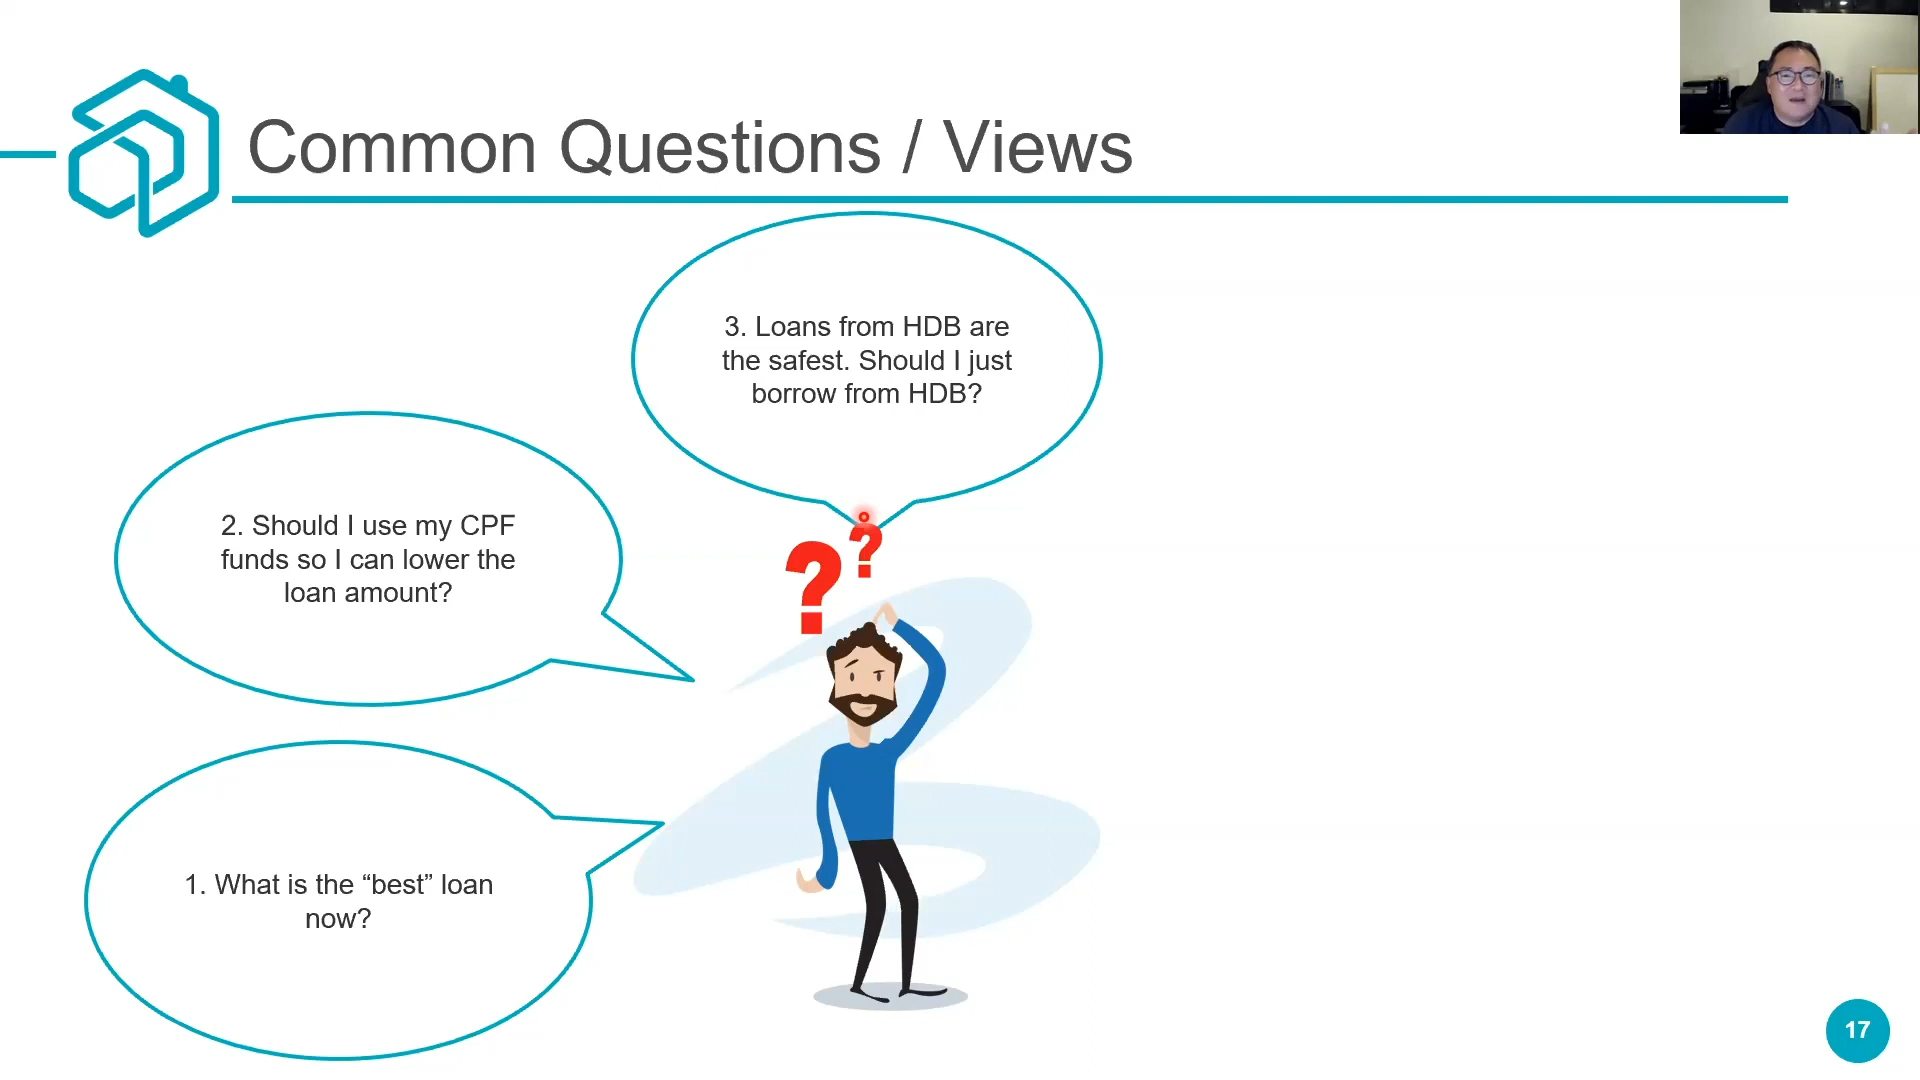 Common Questions / Views
3. Loans from HDB are
the safest. Should I just
borrow from HDB?
2. Should I use my CPF
funds so I can lower the
loan amount?
??
1. What is the “best” loan
now?
17